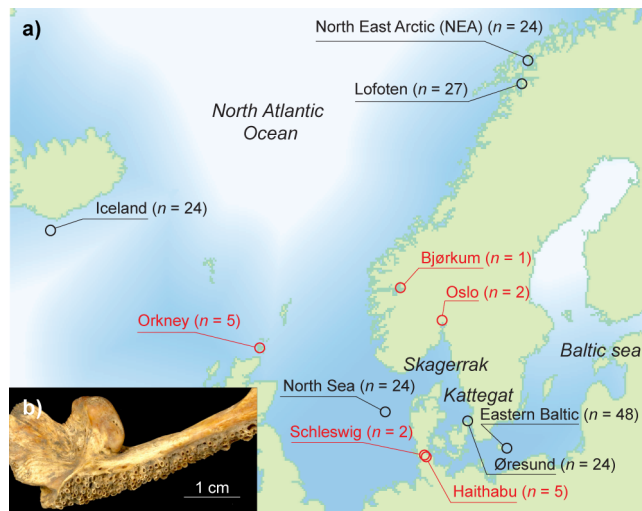 a)
North East Arctic (NEA) (n = 24)
Lofoten (n = 27)
North Atlantic
Ocean
Iceland (n = 24)
Bjørkum (n = 1)
Oslo (n = 2)
Orkney (n = 5)
Skagerrak
Baltic sea
North Sea (n = 24)
Kattegat
Eastern Baltic (n = 48)
b)
Schleswig (n = 2)
Øresund (n = 24)
Haithabu (n = 5)
1 cm